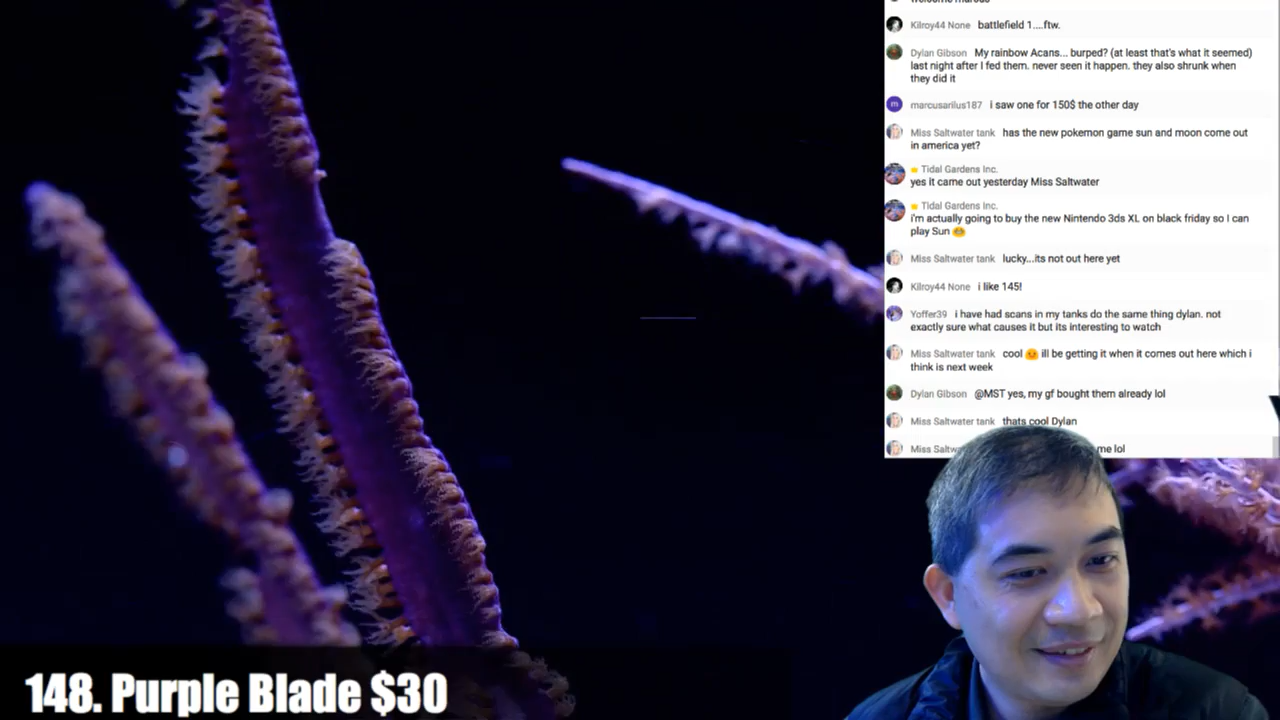 welcome marcus
Kilroy44 None battlefield 1....ftw.
Dylan Gibson My rainbow Acans... burped? (at least that's what it seemed)
last night after I fed them. never seen it happen. they also shrunk when
they did it
m marcusarilus187 i saw one for 150$ the other day
Miss Saltwater tank has the new pokemon game sun and moon come out
in america yet?
Tidal Gardens Inc.
yes it came out yesterday Miss Saltwater
Tidal Gardens Inc.
i'm actually going to buy the new Nintendo 3ds XL on black friday so I can
play Sun
Miss Saltwater tank lucky...its not out here yet
Kilroy44 None i like 145!
Yoffer39 i have had scans in my tanks do the same thing dylan. not
exactly sure what causes it but its interesting to watch
Miss Saltwater tank cool ill be getting it when it comes out here which i
think is next week
Dylan Gibson @MST yes, my gf bought them already lol
Miss Saltwater tank thats cool Dylan
Miss me lol
148. Purple Blade $30